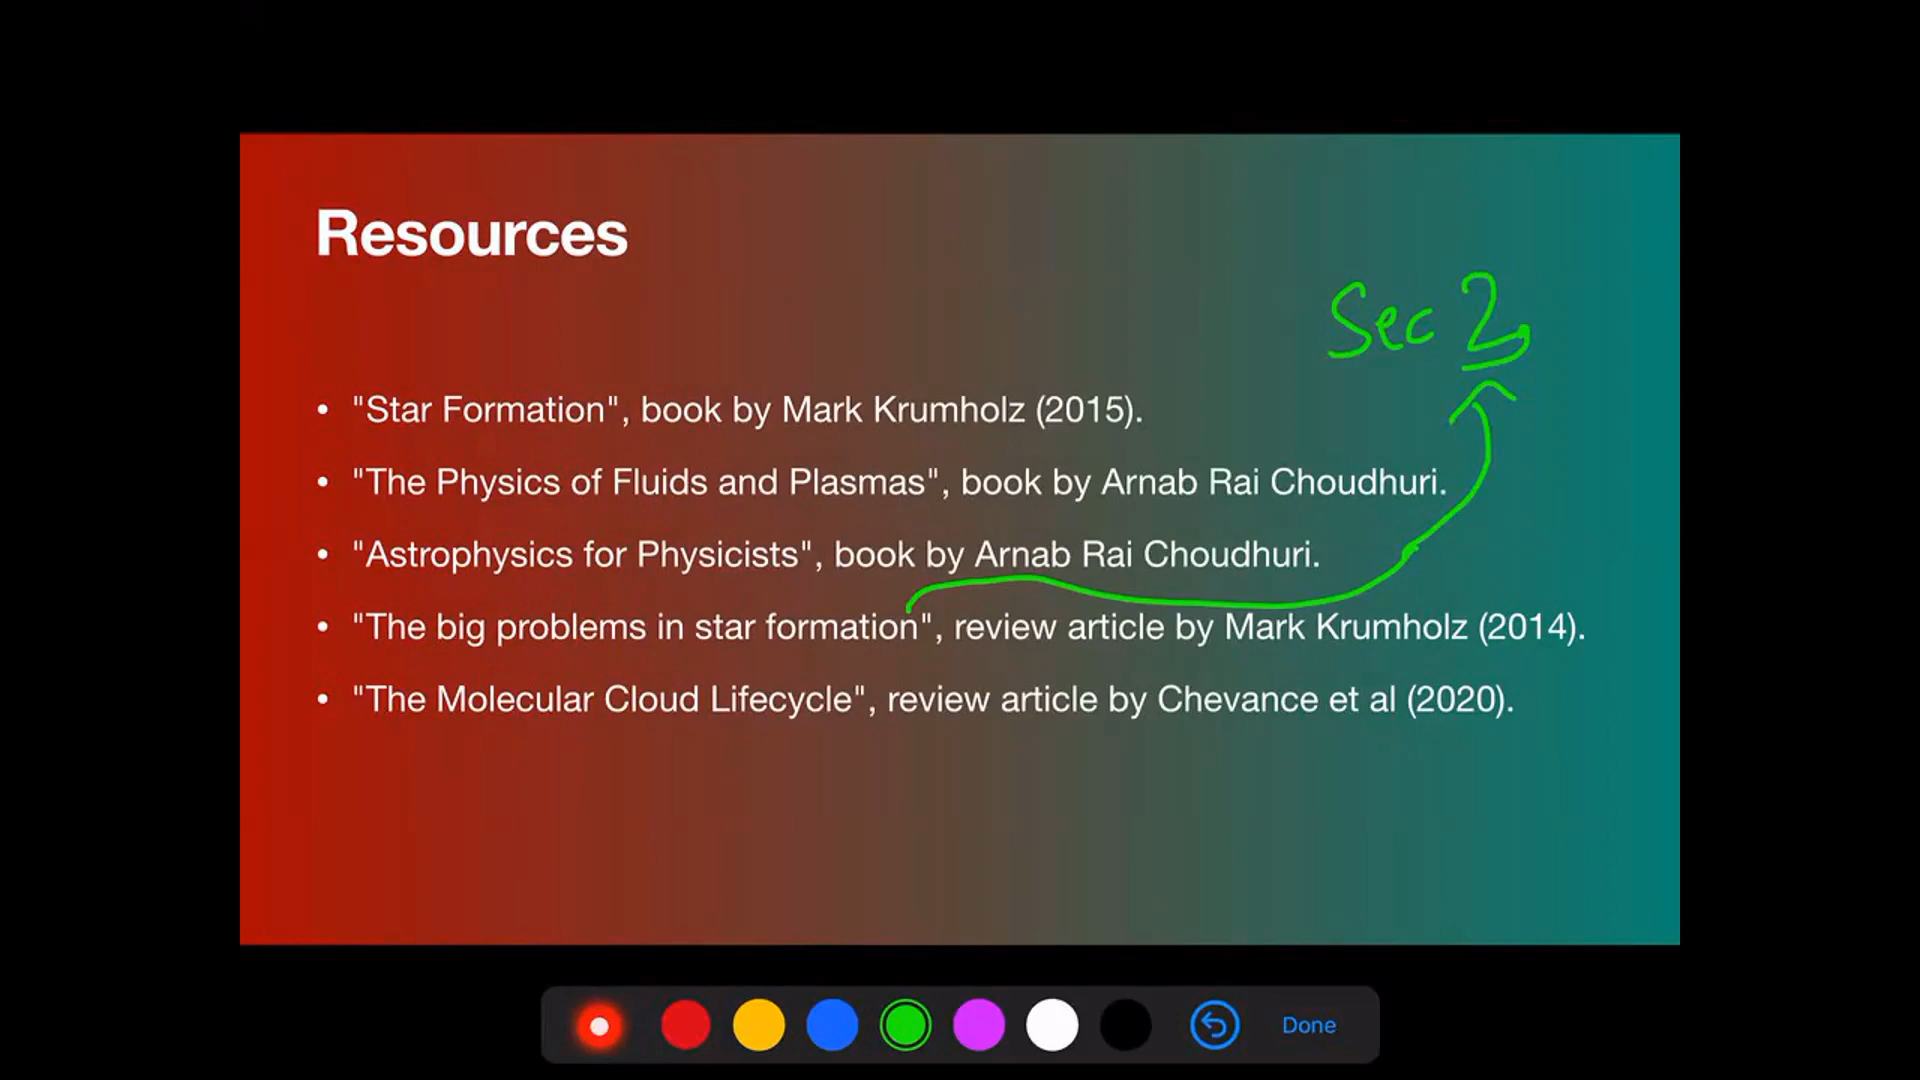 Resources
Sec 2,
• "Star Formation", book by Mark Krumholz (2015).
• "The Physics of Fluids and Plasmas", book by Arnab Rai Choudhuri.
• "Astrophysics for Physicists", book by Arnab Rai Choudhuri.
• "The big problems in star formation", review article by Mark Krumholz (2014).
• "The Molecular Cloud Lifecycle", review article by Chevance et al (2020).
Done